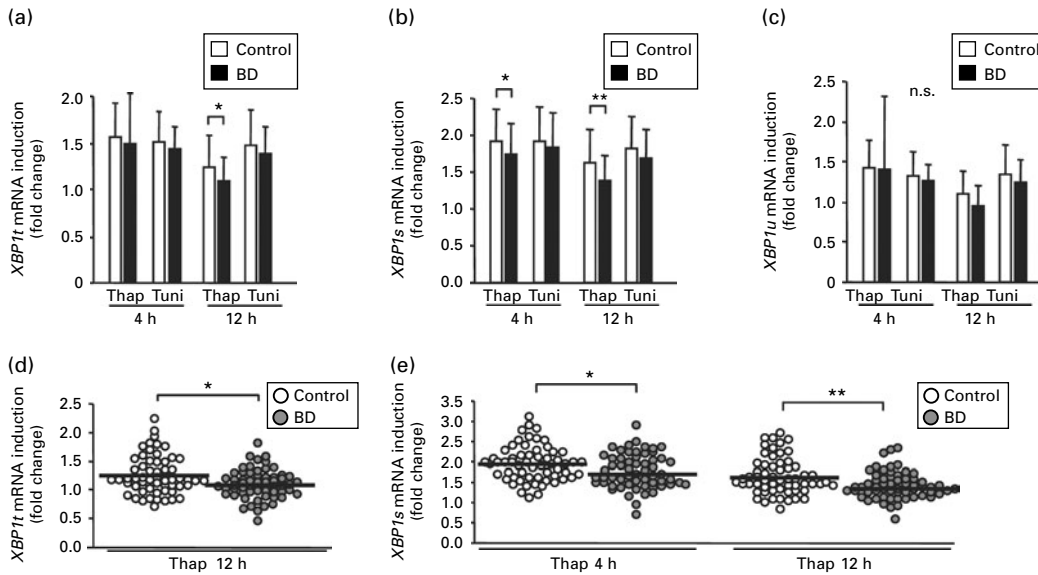 (a)
Control
BD
XBP1t mRNA induction
(fold change)
2.0
1.5
1.0
0.5
0
*
Thap Tuni Thap Tuni
4 h 12 h
(b)
Control
BD
XBP1s mRNA induction
(fold change)
2.5
2.0
1.5
1.0
0.5
0.0
*
**
Thap Tuni Thap Tuni
4 h 12 h
(c)
Control
BD
XBP1u mRNA induction
(fold change)
2.5
2.0
1.5
1.0
0.5
0
n.s.
Thap Tuni Thap Tuni
4 h 12 h
(d)
Control
BD
XBP1t mRNA induction
(fold change)
2.5
2.0
1.5
1.0
0.5
0.0
*
Thap 12 h
(e)
Control
BD
XBP1s mRNA induction
(fold change)
3.5
3.0
2.5
2.0
1.5
1.0
0.5
0.0
*
**
Thap 4 h Thap 12 h